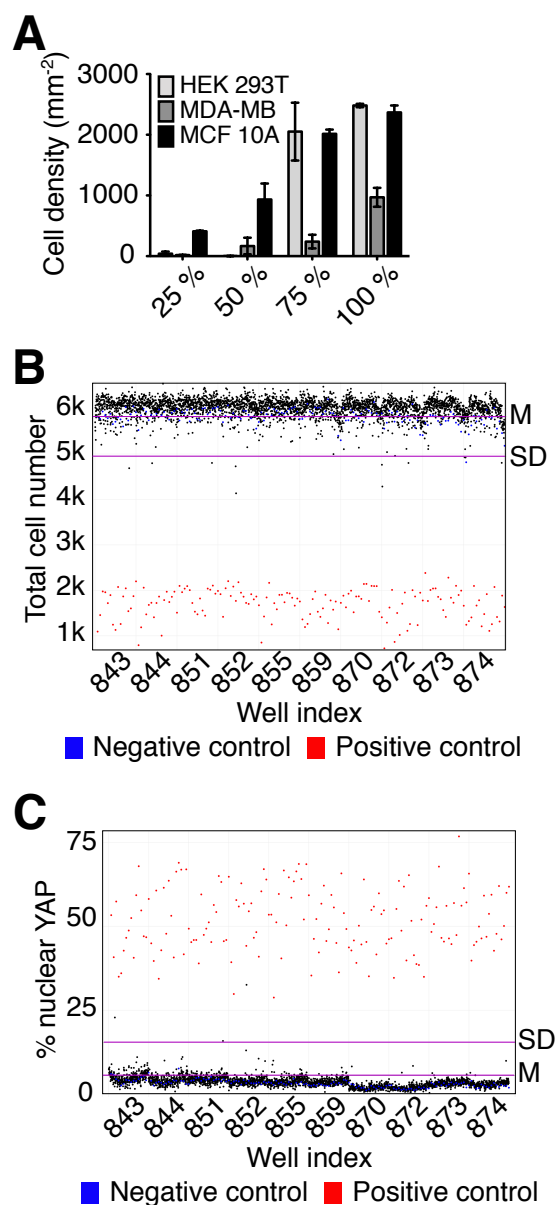 A
Cell density (mm-2)
3000
2000
1000
0
HEK 293T
MDA-MB
MCF 10A
25 %
50 %
75 %
100 %
B
Total cell number
6k
5k
4k
3k
2k
1k
M
SD
843
844
851
852
855
859
870
872
873
874
Well index
Negative control
Positive control
C
% nuclear YAP
75
50
25
0
SD
M
843
844
851
852
855
859
870
872
873
874
Well index
Negative control
Positive control